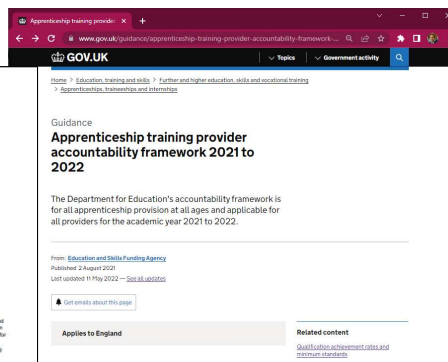 Apprenticeship training provider
www.gov.uk/guidance/apprenticeship-training-provider-accountability-framework-...
GOV.UK
Topics
Government activity
Home > Education, training and skills > Further and higher education, skills and vocational training
> Apprenticeships, traineeships and internships
Guidance
Apprenticeship training provider
accountability framework 2021 to
2022
The Department for Education's accountability framework is
for all apprenticeship provision at all ages and applicable for
all providers for the academic year 2021 to 2022.
From: Education and Skills Funding Agency
Published 2 August 2021
Last updated 11 May 2022 — See all updates
Get emails about this page
Applies to England
Related content
Qualification achievement rates and
minimum standards